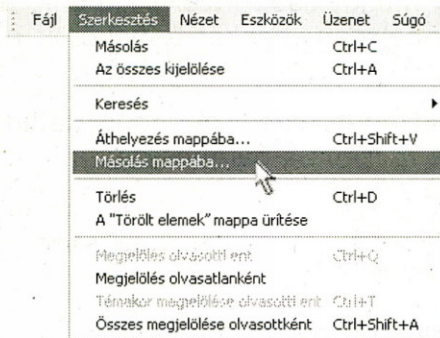 Fájl Szerkesztés Nézet Eszközök Üzenet Súgó
Másolás Ctrl+C
Az összes kijelölése Ctrl+A
Keresés
Áthelyezés mappába... Ctrl+Shift+V
Másolás mappába...
Törlés Ctrl+D
A "Törölt elemek" mappa ürítése
Megjelölés olvasottként Ctrl+Q
Megjelölés olvasatlanként
Témakör megjelölése olvasottként Ctrl+T
Összes megjelölése olvasottként Ctrl+Shift+A